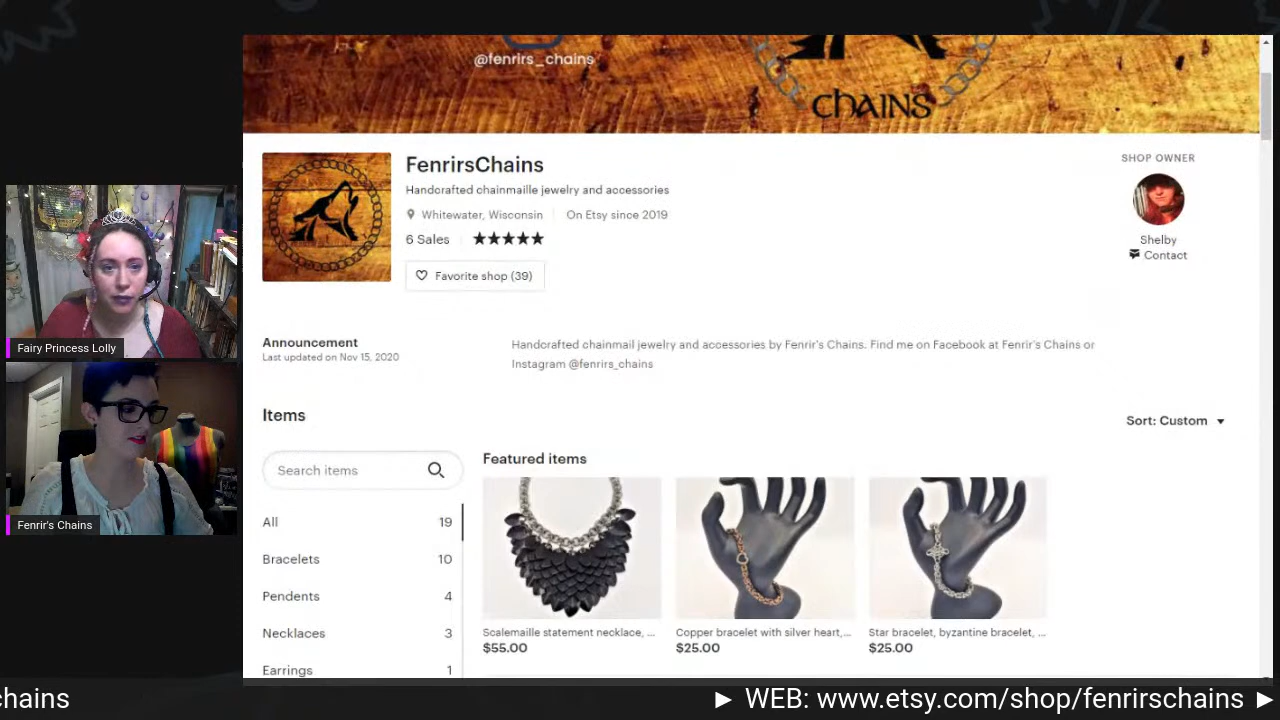 @fenrirs_chains
chains
FenrirsChains
Handcrafted chainmaille jewelry and accessories
Whitewater, Wisconsin
On Etsy since 2019
6 Sales
Favorite shop (39)
SHOP OWNER
Shelby
Contact
Announcement
Last updated on Nov 15, 2020
Handcrafted chainmail jewelry and accessories by Fenrir's Chains. Find me on Facebook at Fenrir's Chains or
Instagram @fenrirs_chains
Items
Sort: Custom
Search items
All 19
Bracelets 10
Pendents 4
Necklaces 3
Earrings 1
Featured items
Scalemaille statement necklace, ...
$55.00
Copper bracelet with silver heart,...
$25.00
Star bracelet, byzantine bracelet, ...
$25.00
Fairy Princess Lolly
Fenrir's Chains
chains ► WEB: www.etsy.com/shop/fenrirschains ►